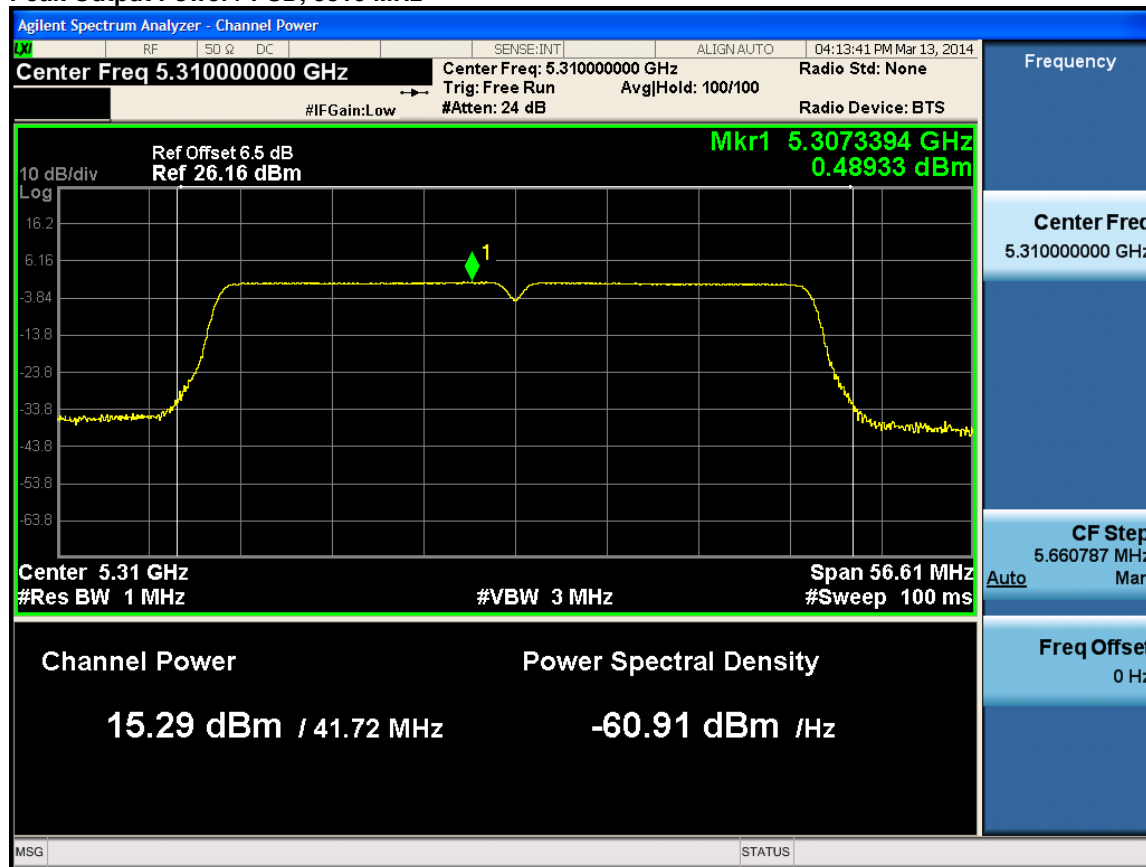 Agilent Spectrum Analyzer - Channel Power
LXI RF 50 Ω DC SENSE:INT ALIGN AUTO 04:13:41 PM Mar 13, 2014
Center Freq 5.310000000 GHz
Center Freq: 5.310000000 GHz
Radio Std: None
Trig: Free Run Avg|Hold: 100/100
#IFGain:Low #Atten: 24 dB
Radio Device: BTS
Mkr1 5.3073394 GHz
0.48933 dBm
Ref Offset 6.5 dB
10 dB/div Ref 26.16 dBm
Log
16.2
6.16
-3.84
-13.8
-23.8
-33.8
-43.8
-53.8
-63.8
1
Center 5.31 GHz Span 56.61 MHz
#Res BW 1 MHz #VBW 3 MHz #Sweep 100 ms
Channel Power Power Spectral Density
15.29 dBm / 41.72 MHz -60.91 dBm /Hz
MSG STATUS
Frequency
Center Freq
5.310000000 GHz
CF Step
5.660787 MHz
Auto Man
Freq Offset
0 Hz